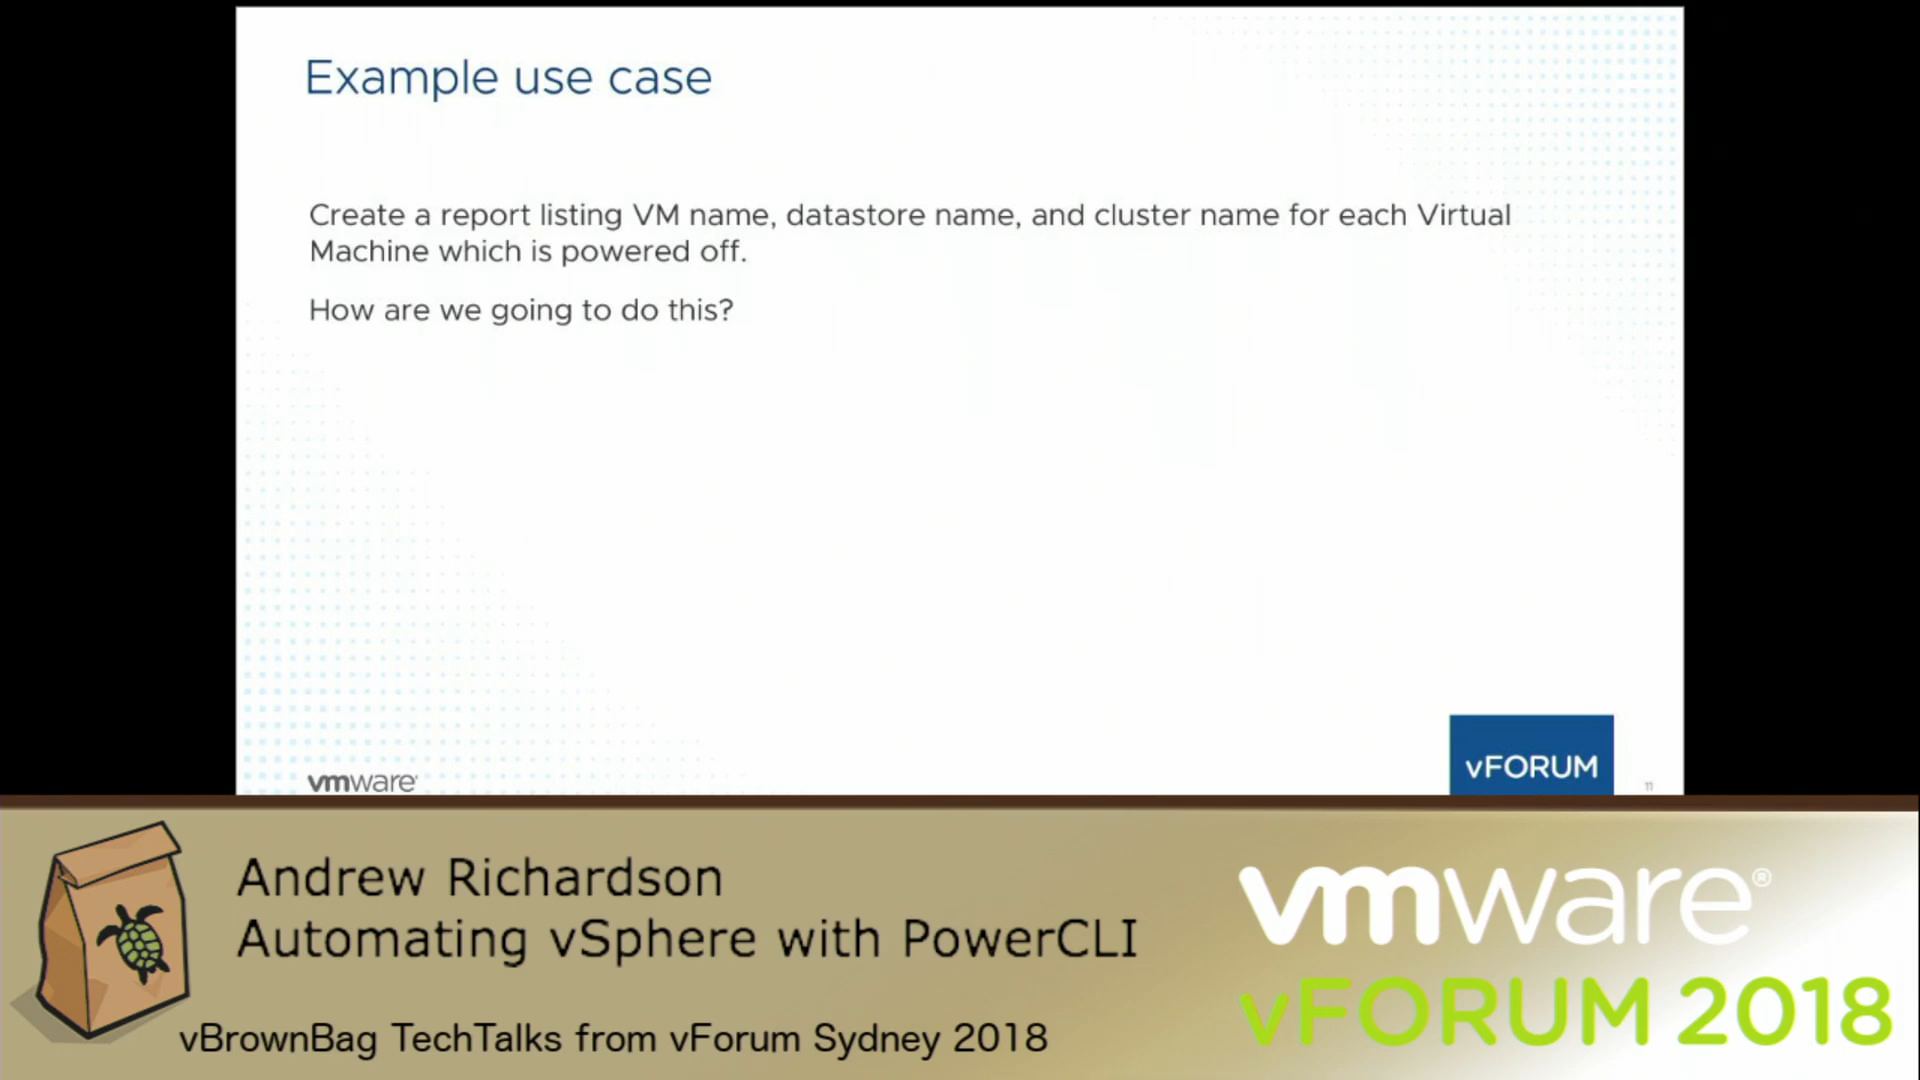 Example use case
Create a report listing VM name, datastore name, and cluster name for each Virtual
Machine which is powered off.
How are we going to do this?
vmware
vFORUM
11
Andrew Richardson
Automating vSphere with PowerCLI
vBrownBag TechTalks from vForum Sydney 2018
vmware®
vFORUM 2018